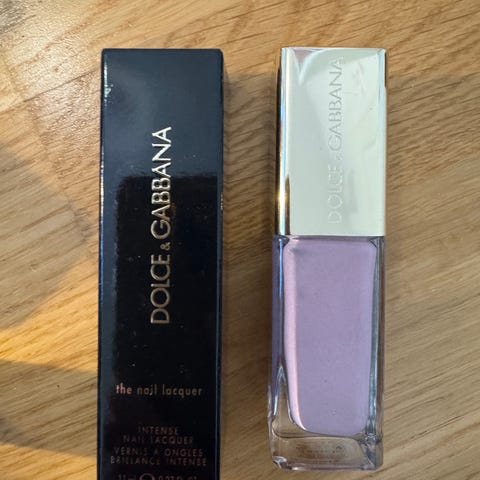 DOLCE & GABBANA
the nail lacquer
INTENSE
NAIL LACQUER
VERNIS A ONGLES
BRILLANCE INTENSE
DOLCE & GABBANA